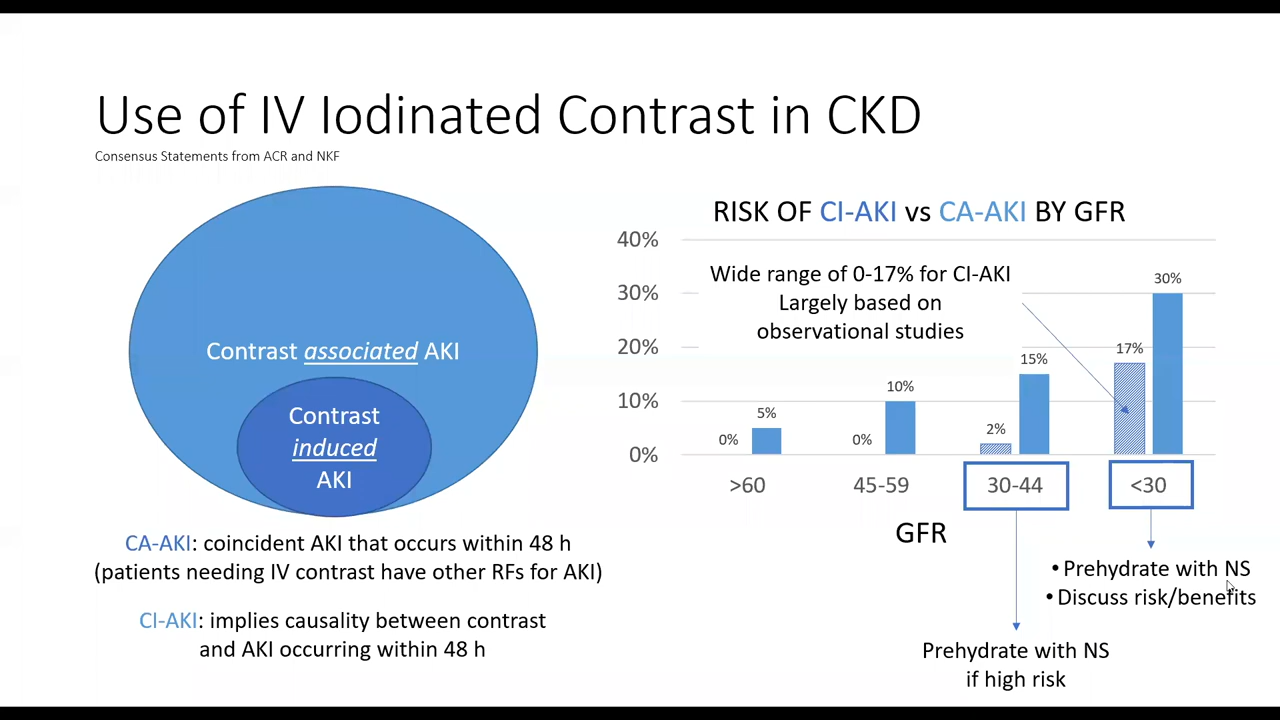 Use of IV Iodinated Contrast in CKD
Consensus Statements from ACR and NKF
Contrast associated AKI
Contrast
induced
AKI
CA-AKI: coincident AKI that occurs within 48 h
(patients needing IV contrast have other RFs for AKI)
CI-AKI: implies causality between contrast
and AKI occurring within 48 h
RISK OF CI-AKI vs CA-AKI BY GFR
40%
30%
20%
10%
0%
Wide range of 0-17% for CI-AKI
Largely based on
observational studies
0%
5%
0%
10%
2%
15%
17%
30%
>60
45-59
30-44
<30
GFR
• Prehydrate with NS
• Discuss risk/benefits
Prehydrate with NS
if high risk